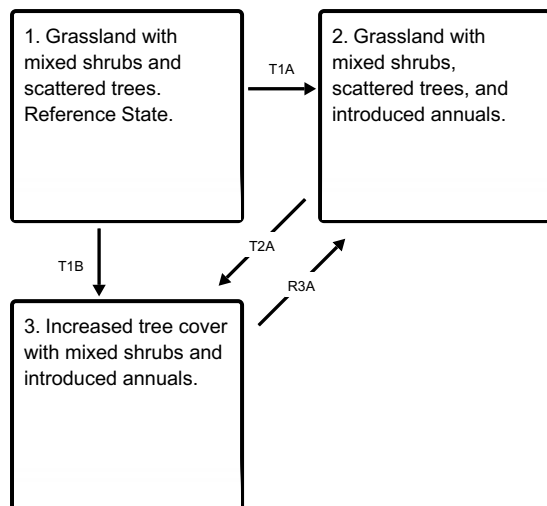 1. Grassland with
mixed shrubs and
scattered trees.
Reference State.
T1A
2. Grassland with
mixed shrubs,
scattered trees, and
introduced annuals.
T1B
T2A
R3A
3. Increased tree cover
with mixed shrubs and
introduced annuals.